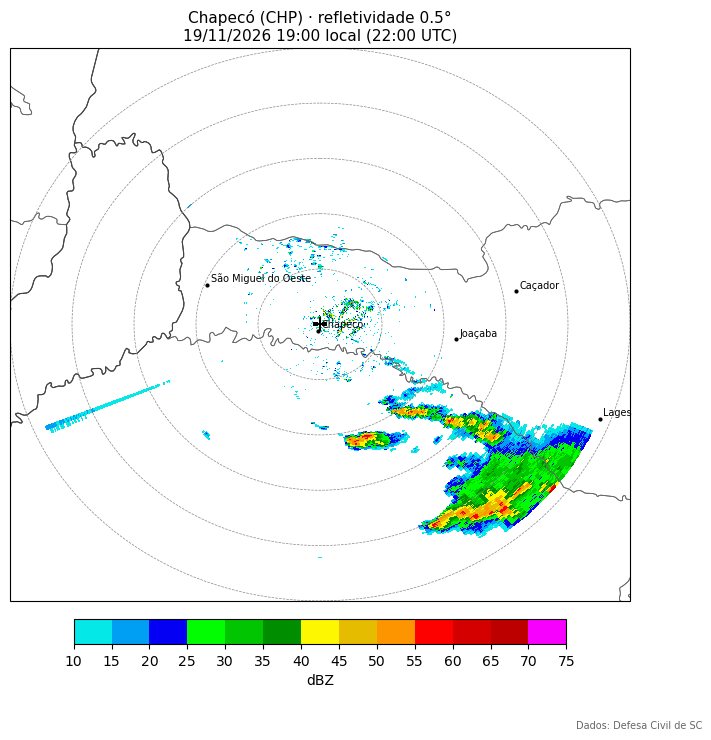 Chapecó (CHP) · refletividade 0.5°
19/11/2026 19:00 local (22:00 UTC)
São Miguel do Oeste
Caçador
Chapecó
Joaçaba
Lages
10 15 20 25 30 35 40 45 50 55 60 65 70 75
dBZ
Dados: Defesa Civil de SC